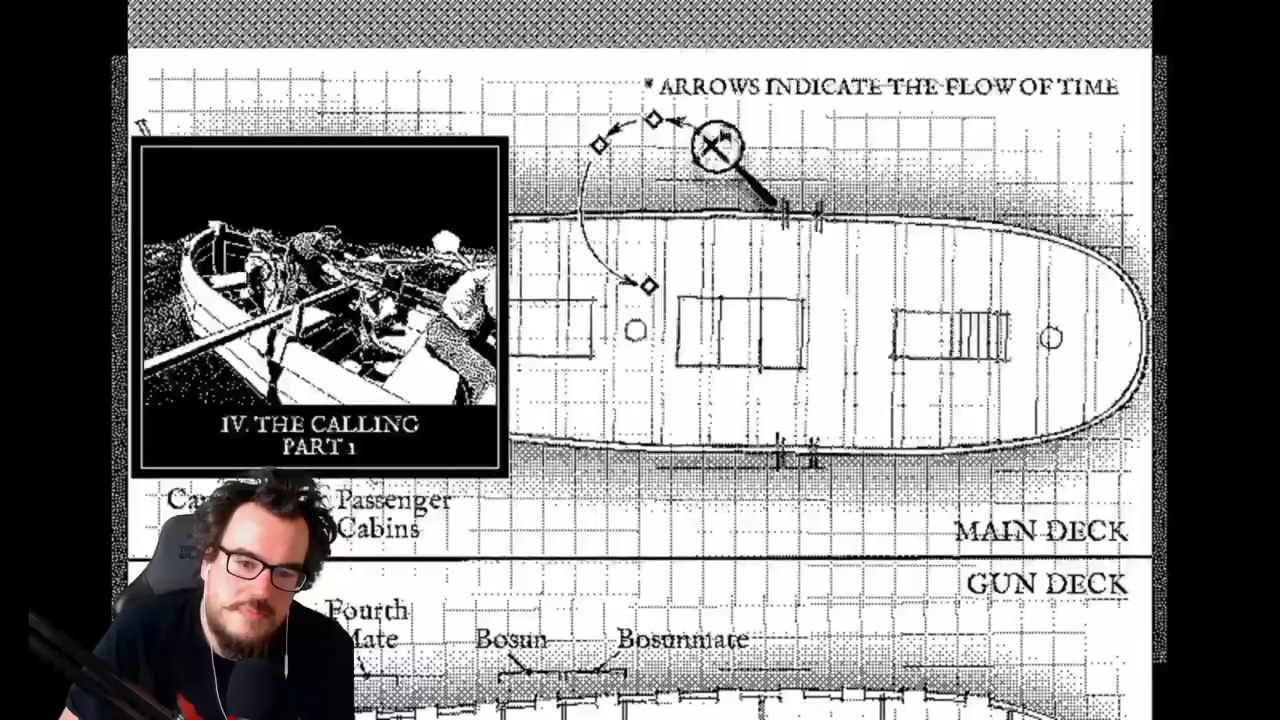 * ARROWS INDICATE THE FLOW OF TIME
IV. THE CALLING
PART 1
Passenger
Cabins
MAIN DECK
GUN DECK
Fourth
Mate
Bosun
Bosunmate